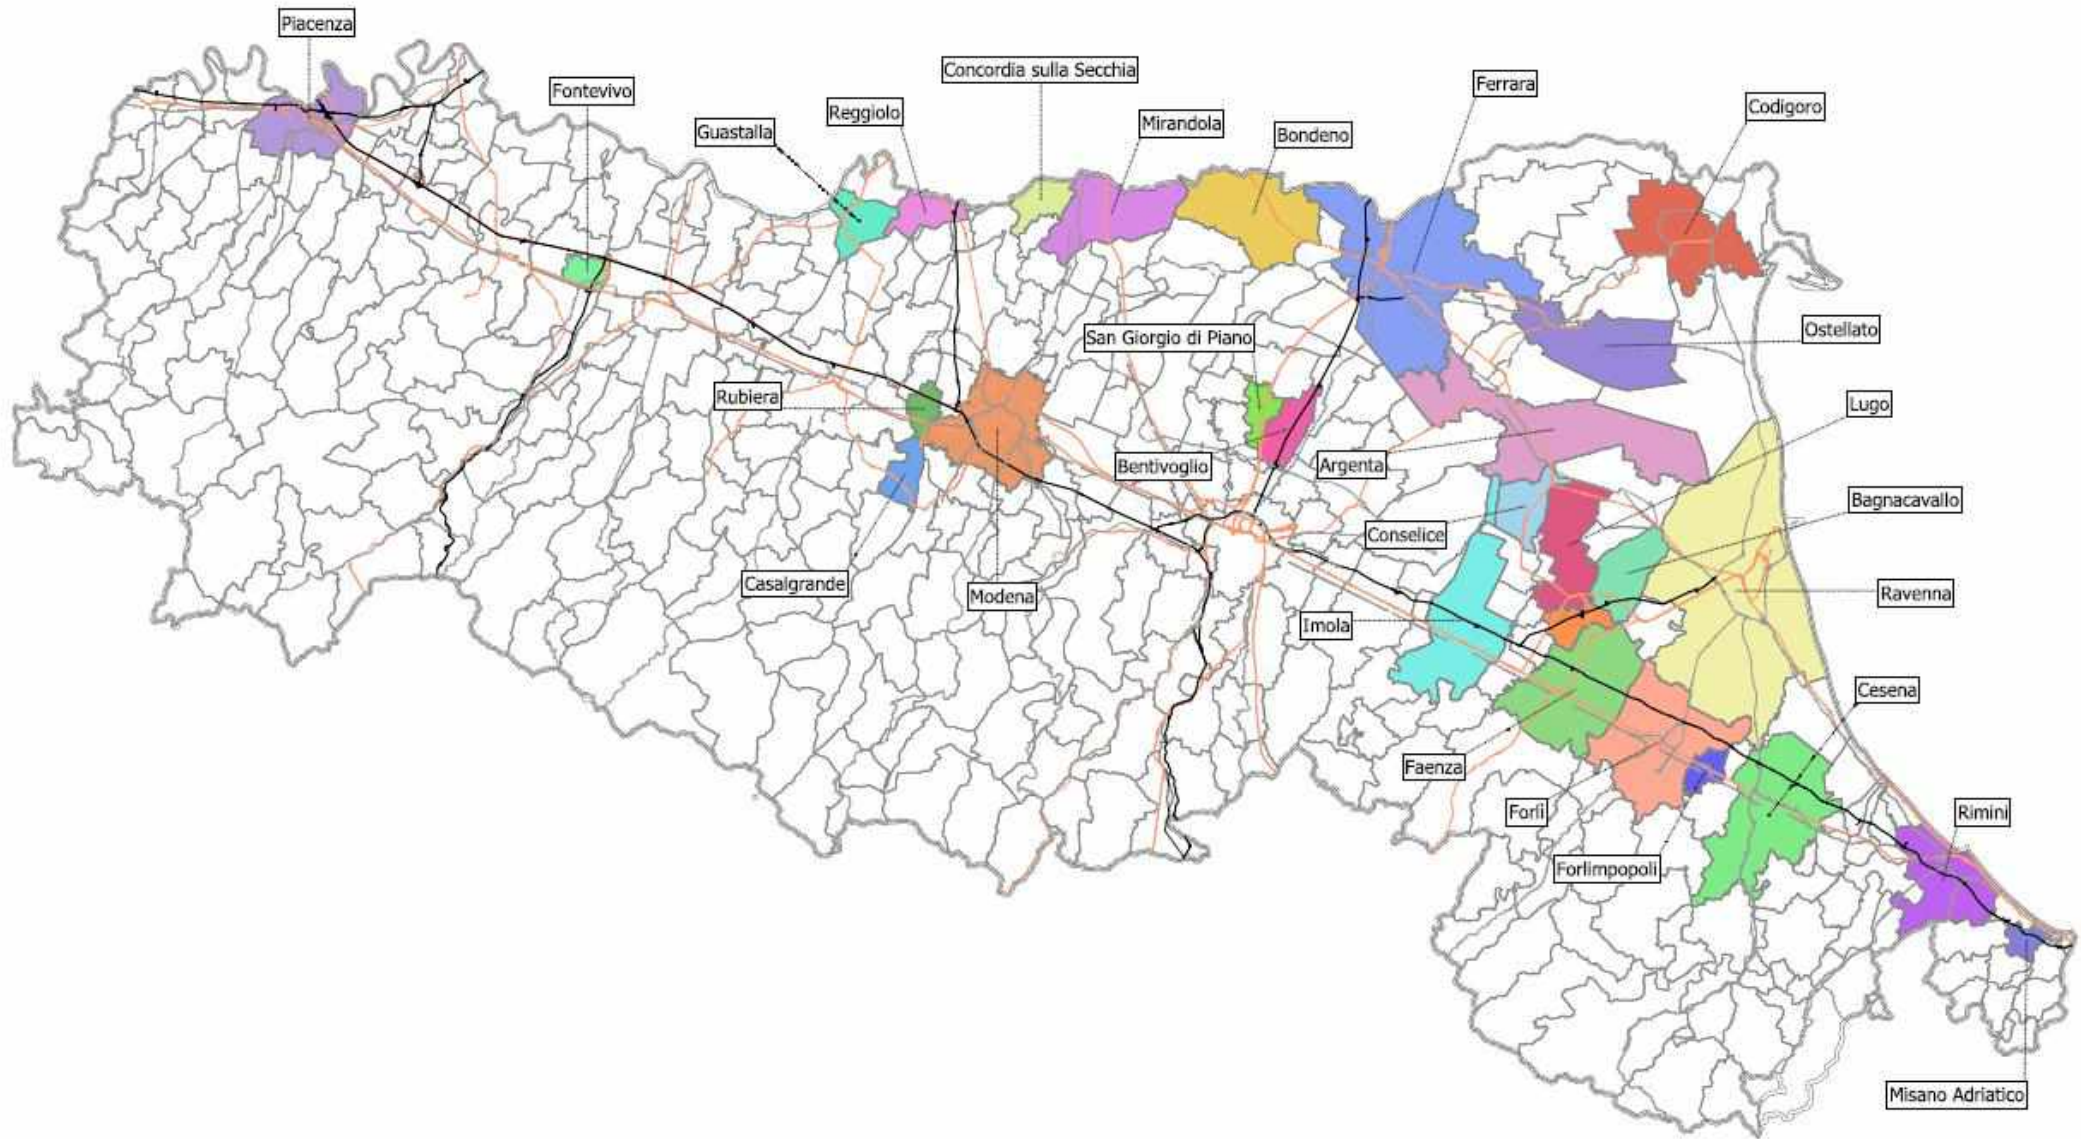 Piacenza
Fontevivo
Concordia sulla Secchia
Ferrara
Reggiolo
Codigoro
Guastalla
Mirandola
Bondeno
San Giorgio di Piano
Ostellato
Rubiera
Lugo
Bentivoglio
Argenta
Bagnacavallo
Conselice
Casalgrande
Modena
Ravenna
Imola
Cesena
Faenza
Forlì
Rimini
Forlimpopoli
Misano Adriatico